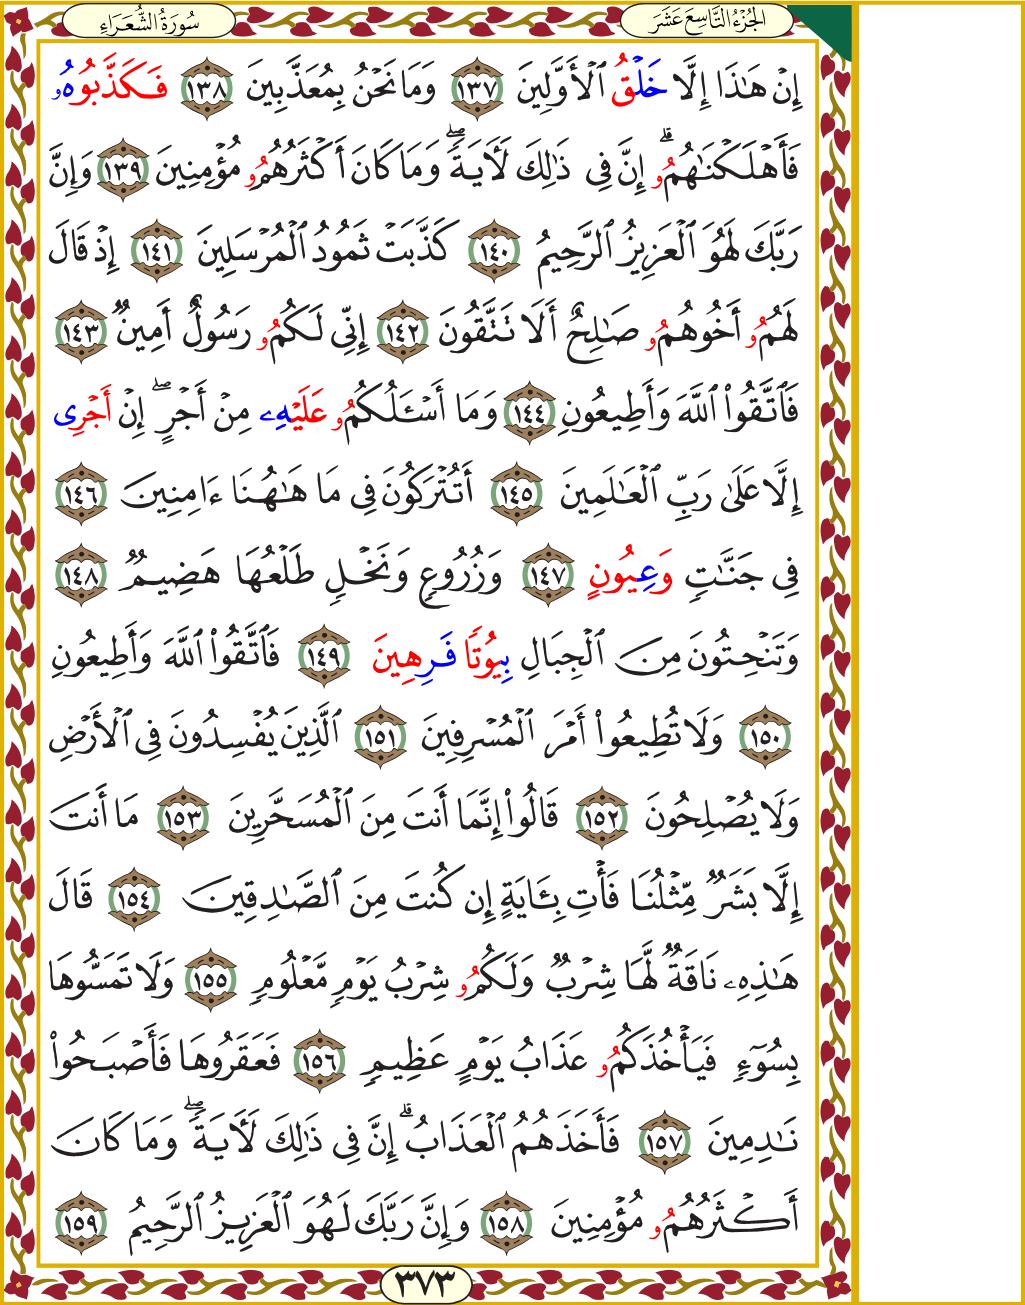 الجُزْءُ التَّاسِعَ عَشَرَ
سُورَةُ الشُّعَرَاءِ
إِنْ هَٰذَا إِلَّا خَلْقُ ٱلْأَوَّلِينَ ١٣٧ وَمَا نَحْنُ بِمُعَذَّبِينَ ١٣٨ فَكَذَّبُوهُۥ
فَأَهْلَكْنَٰهُمُۥٓۗ إِنَّ فِى ذَٰلِكَ لَأٓيَةًۖ وَمَا كَانَ أَكْثَرُهُمُۥ مُؤْمِنِينَ ١٣٩ وَإِنَّ
رَبَّكَ لَهُوَ ٱلْعَزِيزُ ٱلرَّحِيمُ ١٤٠ كَذَّبَتْ ثَمُودُ ٱلْمُرْسَلِينَ ١٤١ إِذْ قَالَ
لَهُمُۥ أَخُوهُمُۥ صَٰلِحٌ أَلَا تَتَّقُونَ ١٤٢ إِنِّى لَكُمُۥ رَسُولٌ أَمِينٌ ١٤٣
فَٱتَّقُوا۟ ٱللَّهَ وَأَطِيعُونِ ١٤٤ وَمَا أَسْـَٔلُكُمُۥ عَلَيْهِۦ مِنْ أَجْرٍۖ إِنْ أَجْرِى
إِلَّا عَلَىٰ رَبِّ ٱلْعَٰلَمِينَ ١٤٥ أَتُتْرَكُونَ فِى مَا هَٰهُنَا ءَامِنِينَ ١٤٦
فِى جَنَّٰتٍ وَعِيُونٍ ١٤٧ وَزُرُوعٍ وَنَخْلٍ طَلْعُهَا هَضِيمٌ ١٤٨
وَتَنْحِتُونَ مِنَ ٱلْجِبَالِ بِيُوتًا فَرِهِينَ ١٤٩ فَٱتَّقُوا۟ ٱللَّهَ وَأَطِيعُونِ
١٥٠ وَلَا تُطِيعُوا۟ أَمْرَ ٱلْمُسْرِفِينَ ١٥١ ٱلَّذِينَ يُفْسِدُونَ فِى ٱلْأَرْضِ
وَلَا يُصْلِحُونَ ١٥٢ قَالُوا۟ إِنَّمَا أَنتَ مِنَ ٱلْمُسَحَّرِينَ ١٥٣ مَا أَنتَ
إِلَّا بَشَرٌ مِّثْلُنَا فَأْتِ بِـَٔايَةٍ إِن كُنتَ مِنَ ٱلصَّٰدِقِينَ ١٥٤ قَالَ
هَٰذِهِۦ نَاقَةٌ لَّهَا شِرْبٌ وَلَكُمُۥ شِرْبُ يَوْمٍ مَّعْلُومٍ ١٥٥ وَلَا تَمَسُّوهَا
بِسُوٓءٍ فَيَأْخُذَكُمُۥ عَذَابُ يَوْمٍ عَظِيمٍ ١٥٦ فَعَقَرُوهَا فَأَصْبَحُوا۟
نَٰدِمِينَ ١٥٧ فَأَخَذَهُمُ ٱلْعَذَابُۗ إِنَّ فِى ذَٰلِكَ لَأٓيَةًۖ وَمَا كَانَ
أَكْثَرُهُمُۥ مُؤْمِنِينَ ١٥٨ وَإِنَّ رَبَّكَ لَهُوَ ٱلْعَزِيزُ ٱلرَّحِيمُ ١٥٩
٣٧٣